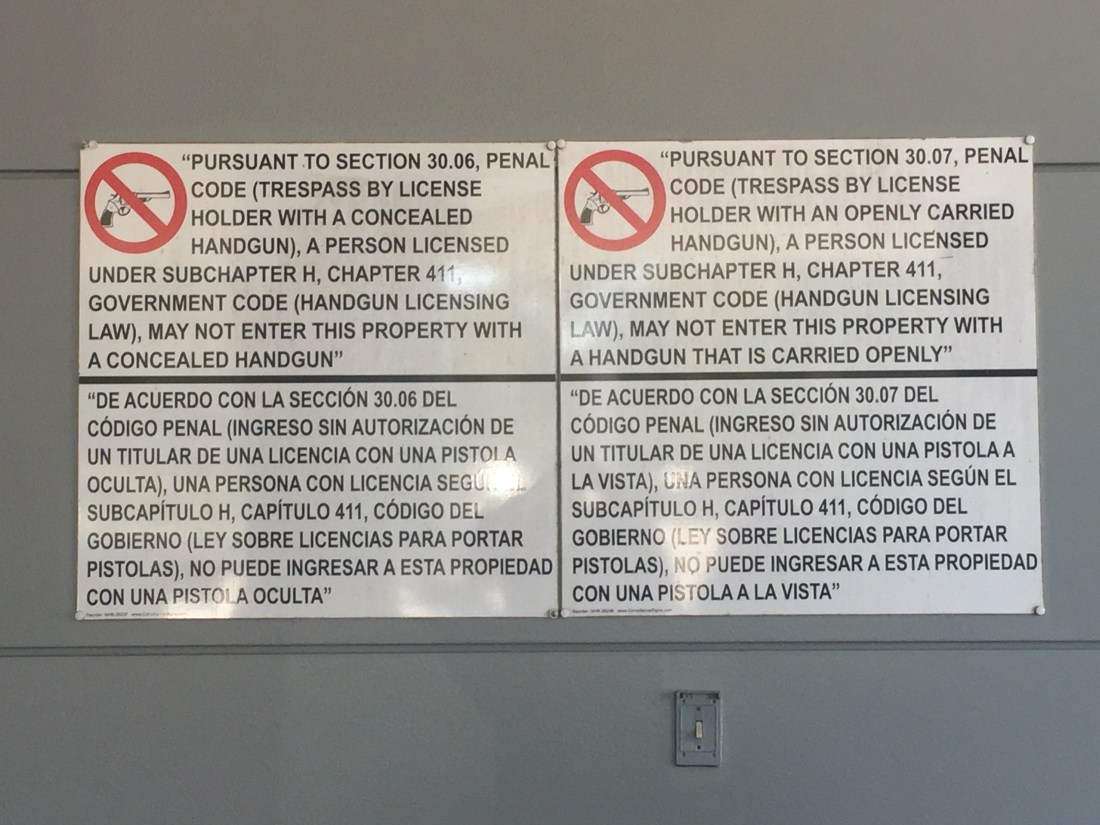 “PURSUANT TO SECTION 30.06, PENAL
CODE (TRESPASS BY LICENSE
HOLDER WITH A CONCEALED
HANDGUN), A PERSON LICENSED
UNDER SUBCHAPTER H, CHAPTER 411,
GOVERNMENT CODE (HANDGUN LICENSING
LAW), MAY NOT ENTER THIS PROPERTY WITH
A CONCEALED HANDGUN”
“DE ACUERDO CON LA SECCIÓN 30.06 DEL
CÓDIGO PENAL (INGRESO SIN AUTORIZACIÓN DE
UN TITULAR DE UNA LICENCIA CON UNA PISTOLA
OCULTA), UNA PERSONA CON LICENCIA SEGÚN EL
SUBCAPÍTULO H, CAPÍTULO 411, CÓDIGO DEL
GOBIERNO (LEY SOBRE LICENCIAS PARA PORTAR
PISTOLAS), NO PUEDE INGRESAR A ESTA PROPIEDAD
CON UNA PISTOLA OCULTA”
“PURSUANT TO SECTION 30.07, PENAL
CODE (TRESPASS BY LICENSE
HOLDER WITH AN OPENLY CARRIED
HANDGUN), A PERSON LICENSED
UNDER SUBCHAPTER H, CHAPTER 411,
GOVERNMENT CODE (HANDGUN LICENSING
LAW), MAY NOT ENTER THIS PROPERTY WITH
A HANDGUN THAT IS CARRIED OPENLY”
“DE ACUERDO CON LA SECCIÓN 30.07 DEL
CÓDIGO PENAL (INGRESO SIN AUTORIZACIÓN DE
UN TITULAR DE UNA LICENCIA CON UNA PISTOLA A
LA VISTA), UNA PERSONA CON LICENCIA SEGÚN EL
SUBCAPÍTULO H, CAPÍTULO 411, CÓDIGO DEL
GOBIERNO (LEY SOBRE LICENCIAS PARA PORTAR
PISTOLAS), NO PUEDE INGRESAR A ESTA PROPIEDAD
CON UNA PISTOLA A LA VISTA”